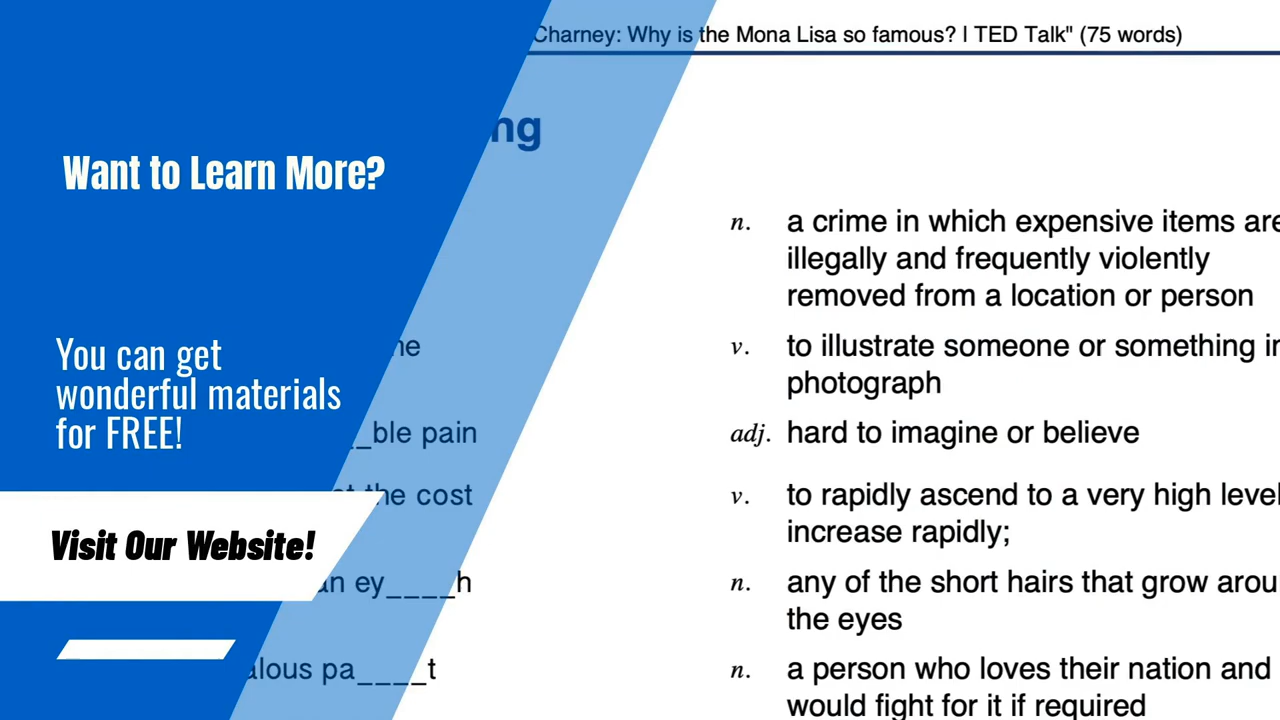 Charney: Why is the Mona Lisa so famous? | TED Talk" (75 words)
ng
Want to Learn More?
You can get
wonderful materials
for FREE!
Visit Our Website!
n. a crime in which expensive items are
illegally and frequently violently
removed from a location or person
v. to illustrate someone or something in
photograph
_ble pain
adj. hard to imagine or believe
the cost
v. to rapidly ascend to a very high level
increase rapidly;
an ey____h
n. any of the short hairs that grow arou
the eyes
alous pa____t
n. a person who loves their nation and
would fight for it if required